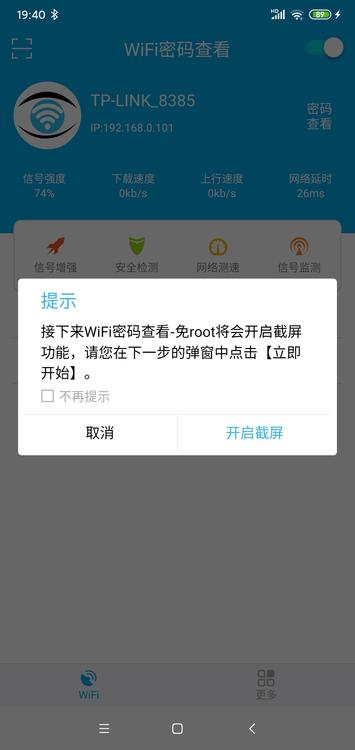 19:40 HD 89
WiFi密码查看
TP-LINK_8385
IP:192.168.0.101
密码
查看
信号强度 下载速度 上行速度 网络延时
74% 0kb/s 0kb/s 26ms
信号增强 安全检测 网络测速 信号监测
提示
接下来WiFi密码查看-免root将会开启截屏
功能，请您在下一步的弹窗中点击【立即
开始】。
不再提示
取消 开启截屏
WiFi 更多